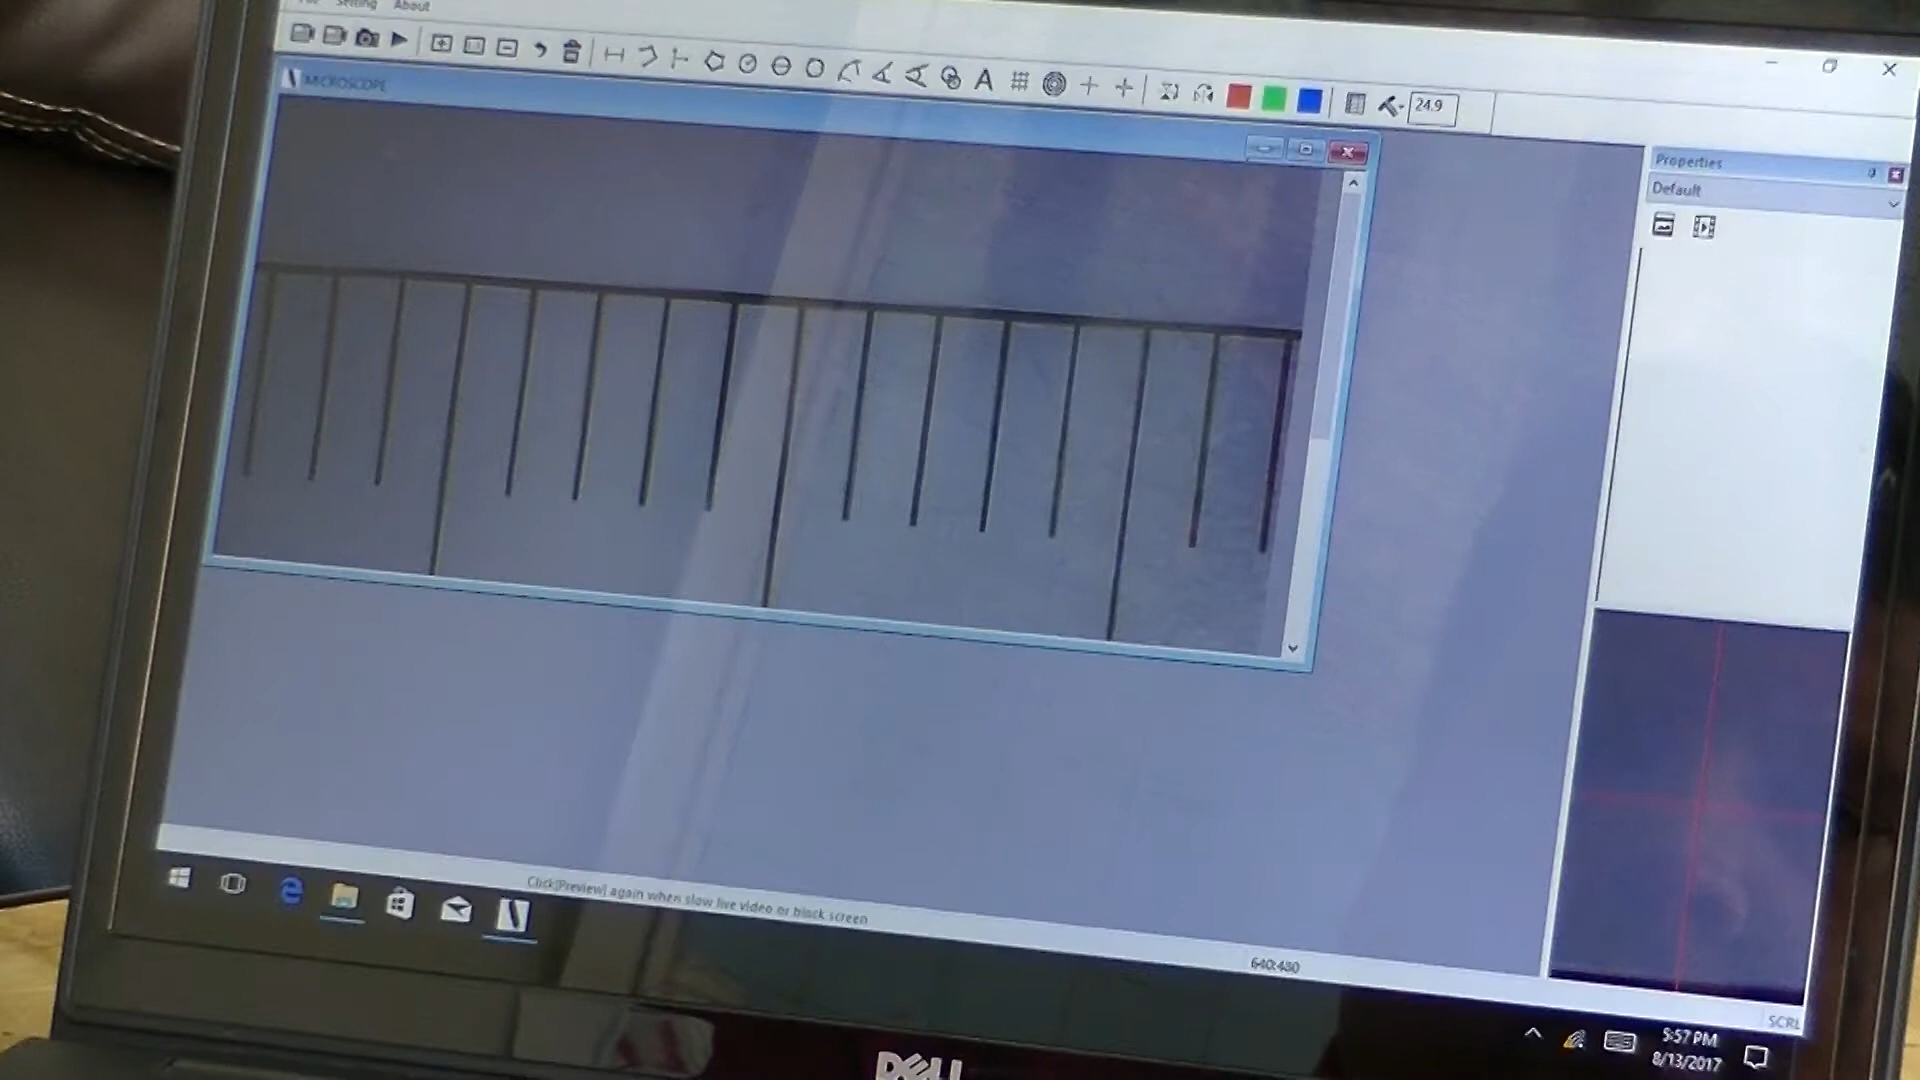 Setting About
A 24.9
MICROSCOPE
Properties
Default
Click[Preview] again when slow live video or black screen
640:480
SCRL
5:57 PM
8/13/2017
DELL